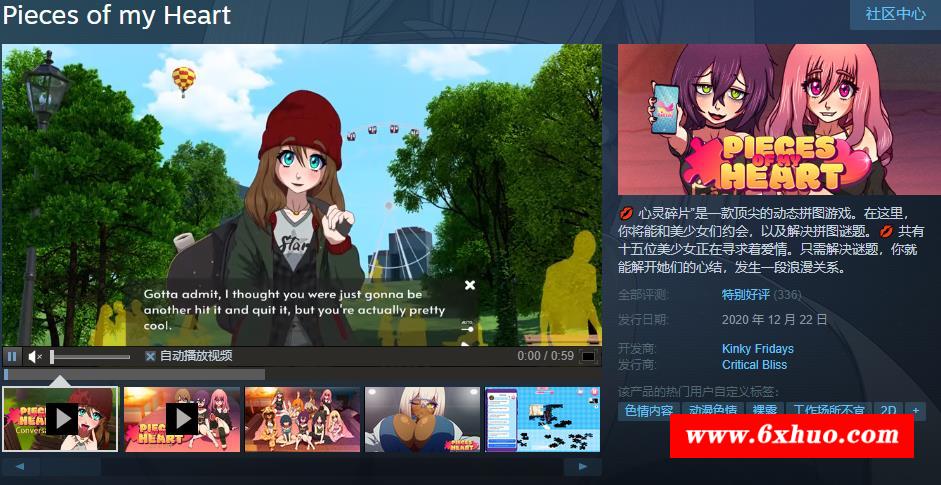 Pieces of my Heart
社区中心
Gotta admit, I thought you were just gonna be
another hit it and quit it, but you're actually pretty
cool.
AUTO
自动播放视频
0:00 / 0:59
PIECES
OF MY
HEART
💋 心灵碎片”是一款顶尖的动态拼图游戏。在这里,
你将能和美少女们约会，以及解决拼图谜题。💋 共有
十五位美少女正在寻求着爱情。只需解决谜题，你就
能解开她们的心结，发生一段浪漫关系。
全部评测: 特别好评 (336)
发行日期: 2020 年 12 月 22 日
开发商: Kinky Fridays
发行商: Critical Bliss
该产品的热门用户自定义标签:
色情内容 动漫色情 裸露 工作场所不宜 2D +
www.6xhuo.com
PIECES
HEART
PIECES
HEART